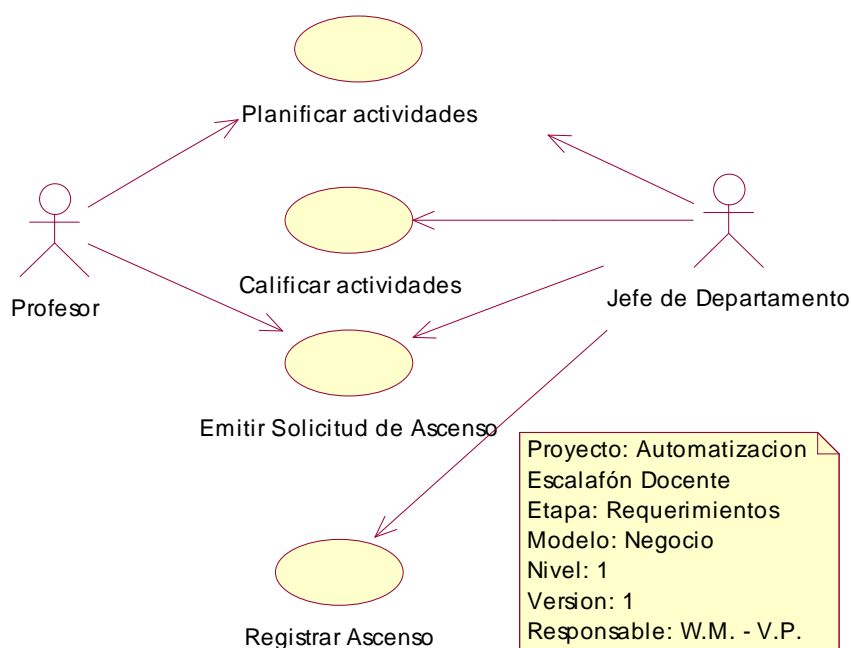 Planificar actividades
Calificar actividades
Profesor
Jefe de Departamento
Emitir Solicitud de Ascenso
Proyecto: Automatizacion
Escalafón Docente
Etapa: Requerimientos
Modelo: Negocio
Nivel: 1
Version: 1
Responsable: W.M. - V.P.
Registrar Ascenso